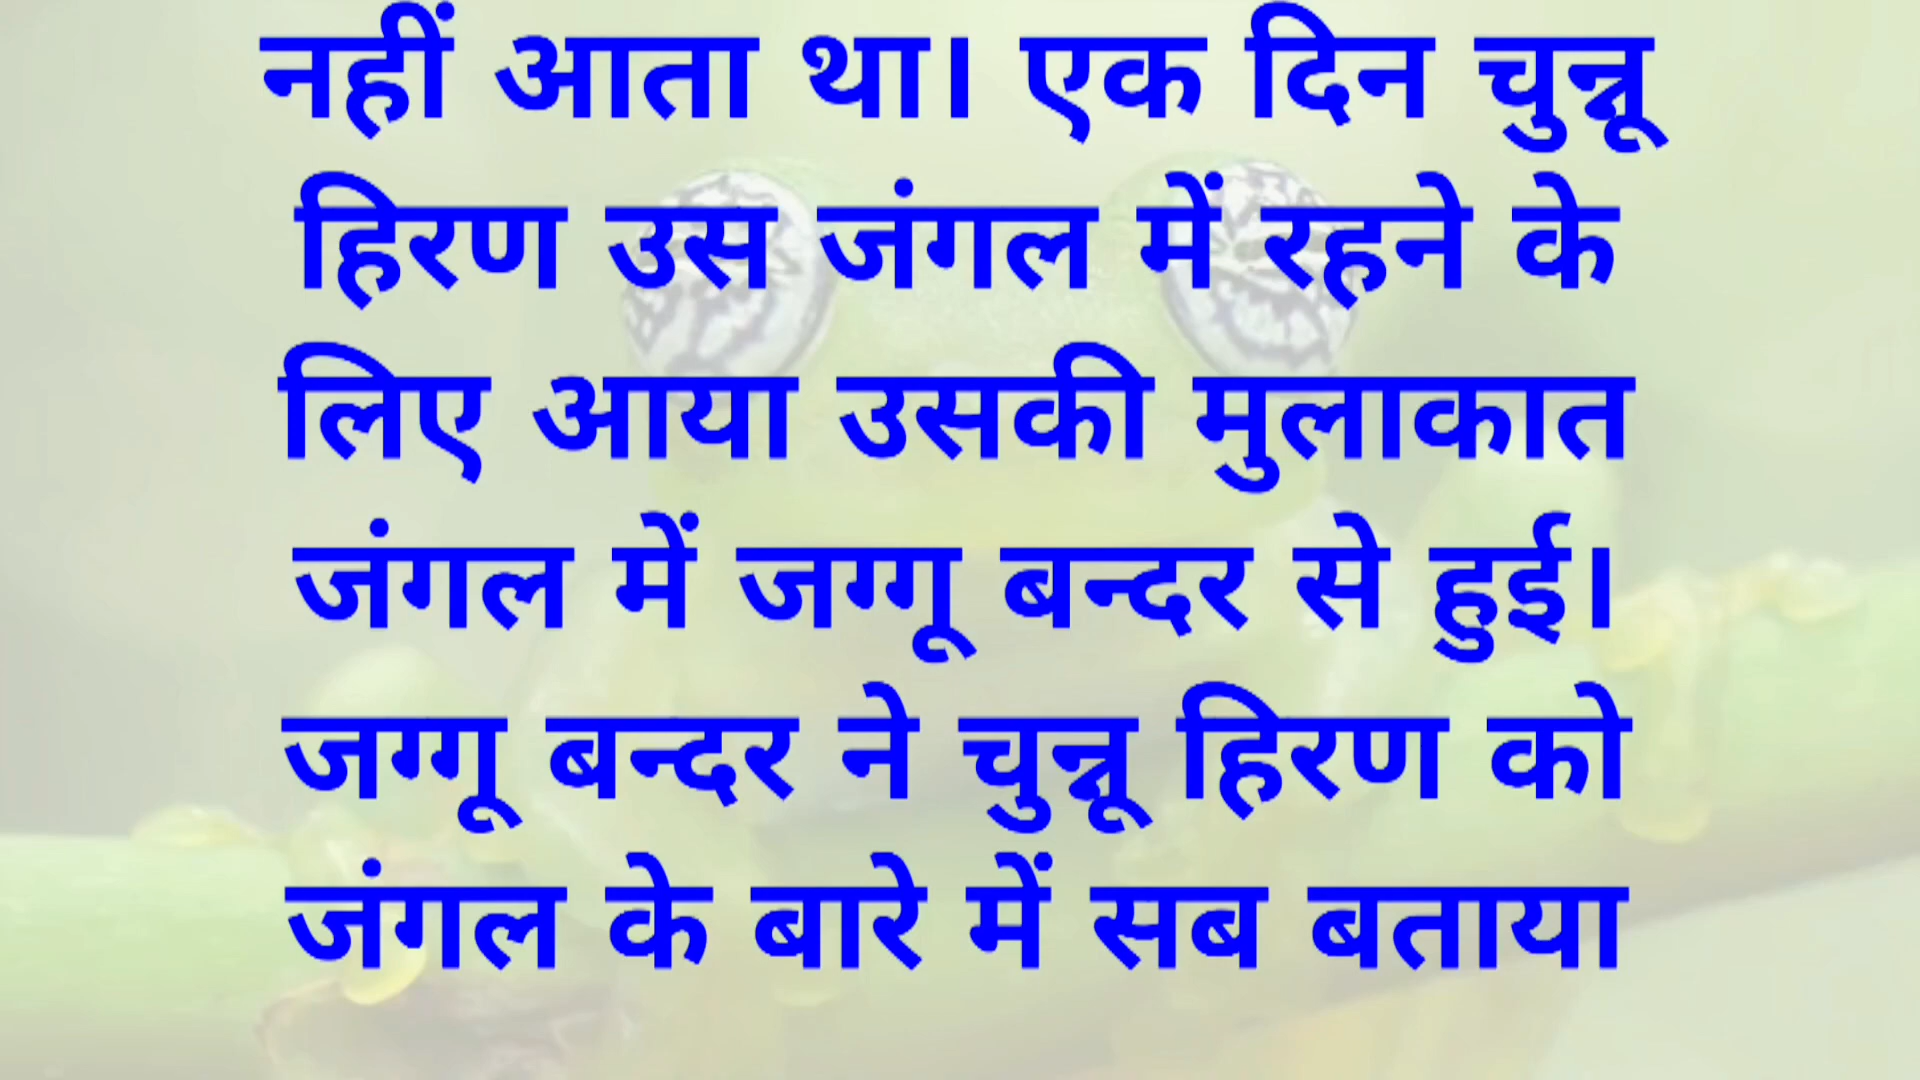 नहीं आता था। एक दिन चुन्नू
हिरण उस जंगल में रहने के
लिए आया उसकी मुलाकात
जंगल में जग्गू बन्दर से हुई।
जग्गू बन्दर ने चुन्नू हिरण को
जंगल के बारे में सब बताया